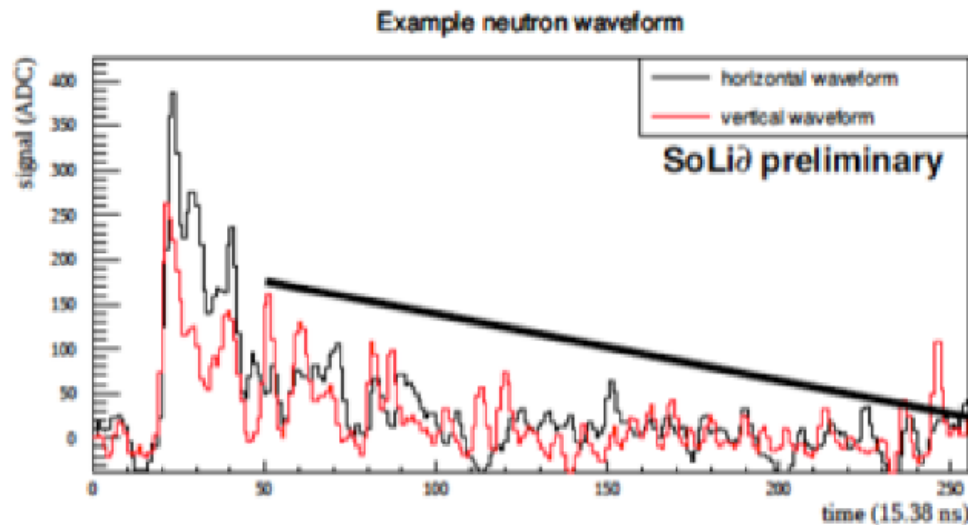 Example neutron waveform
signal (ADC)
400
350
300
250
200
150
100
50
0
horizontal waveform
vertical waveform
SoLi∂ preliminary
0 50 100 150 200 250
time (15.38 ns)